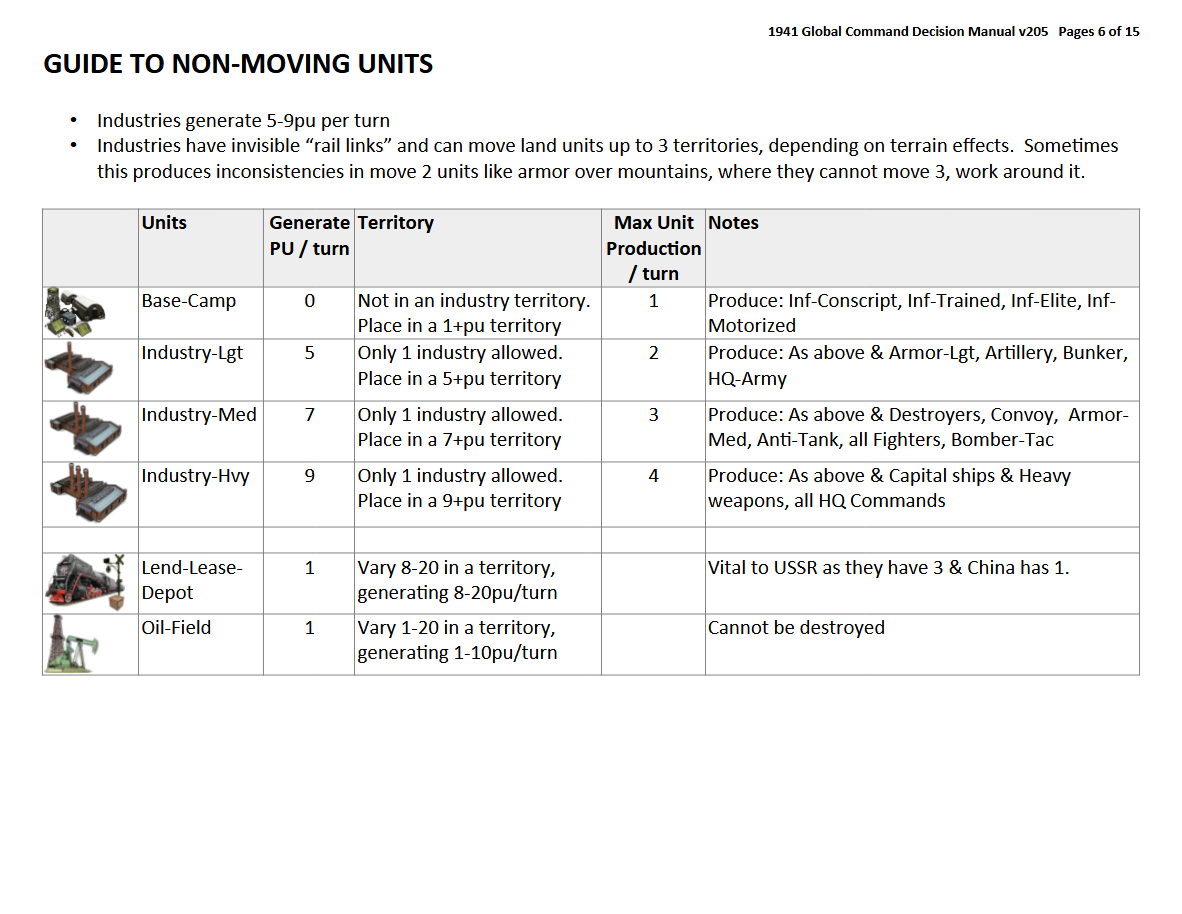 1941 Global Command Decision Manual v205   Pages 6 of 15
GUIDE TO NON-MOVING UNITS
• Industries generate 5-9pu per turn
• Industries have invisible “rail links” and can move land units up to 3 territories, depending on terrain effects.  Sometimes
this produces inconsistencies in move 2 units like armor over mountains, where they cannot move 3, work around it.
Units Generate Territory Max Unit Notes
PU / turn Production
/ turn
Base-Camp 0 Not in an industry territory. 1 Produce: Inf-Conscript, Inf-Trained, Inf-Elite, Inf-
Place in a 1+pu territory Motorized
Industry-Lgt 5 Only 1 industry allowed. 2 Produce: As above & Armor-Lgt, Artillery, Bunker,
Place in a 5+pu territory HQ-Army
Industry-Med 7 Only 1 industry allowed. 3 Produce: As above & Destroyers, Convoy,  Armor-
Place in a 7+pu territory Med, Anti-Tank, all Fighters, Bomber-Tac
Industry-Hvy 9 Only 1 industry allowed. 4 Produce: As above & Capital ships & Heavy
Place in a 9+pu territory weapons, all HQ Commands
Lend-Lease- 1 Vary 8-20 in a territory, Vital to USSR as they have 3 & China has 1.
Depot generating 8-20pu/turn
Oil-Field 1 Vary 1-20 in a territory, Cannot be destroyed
generating 1-10pu/turn